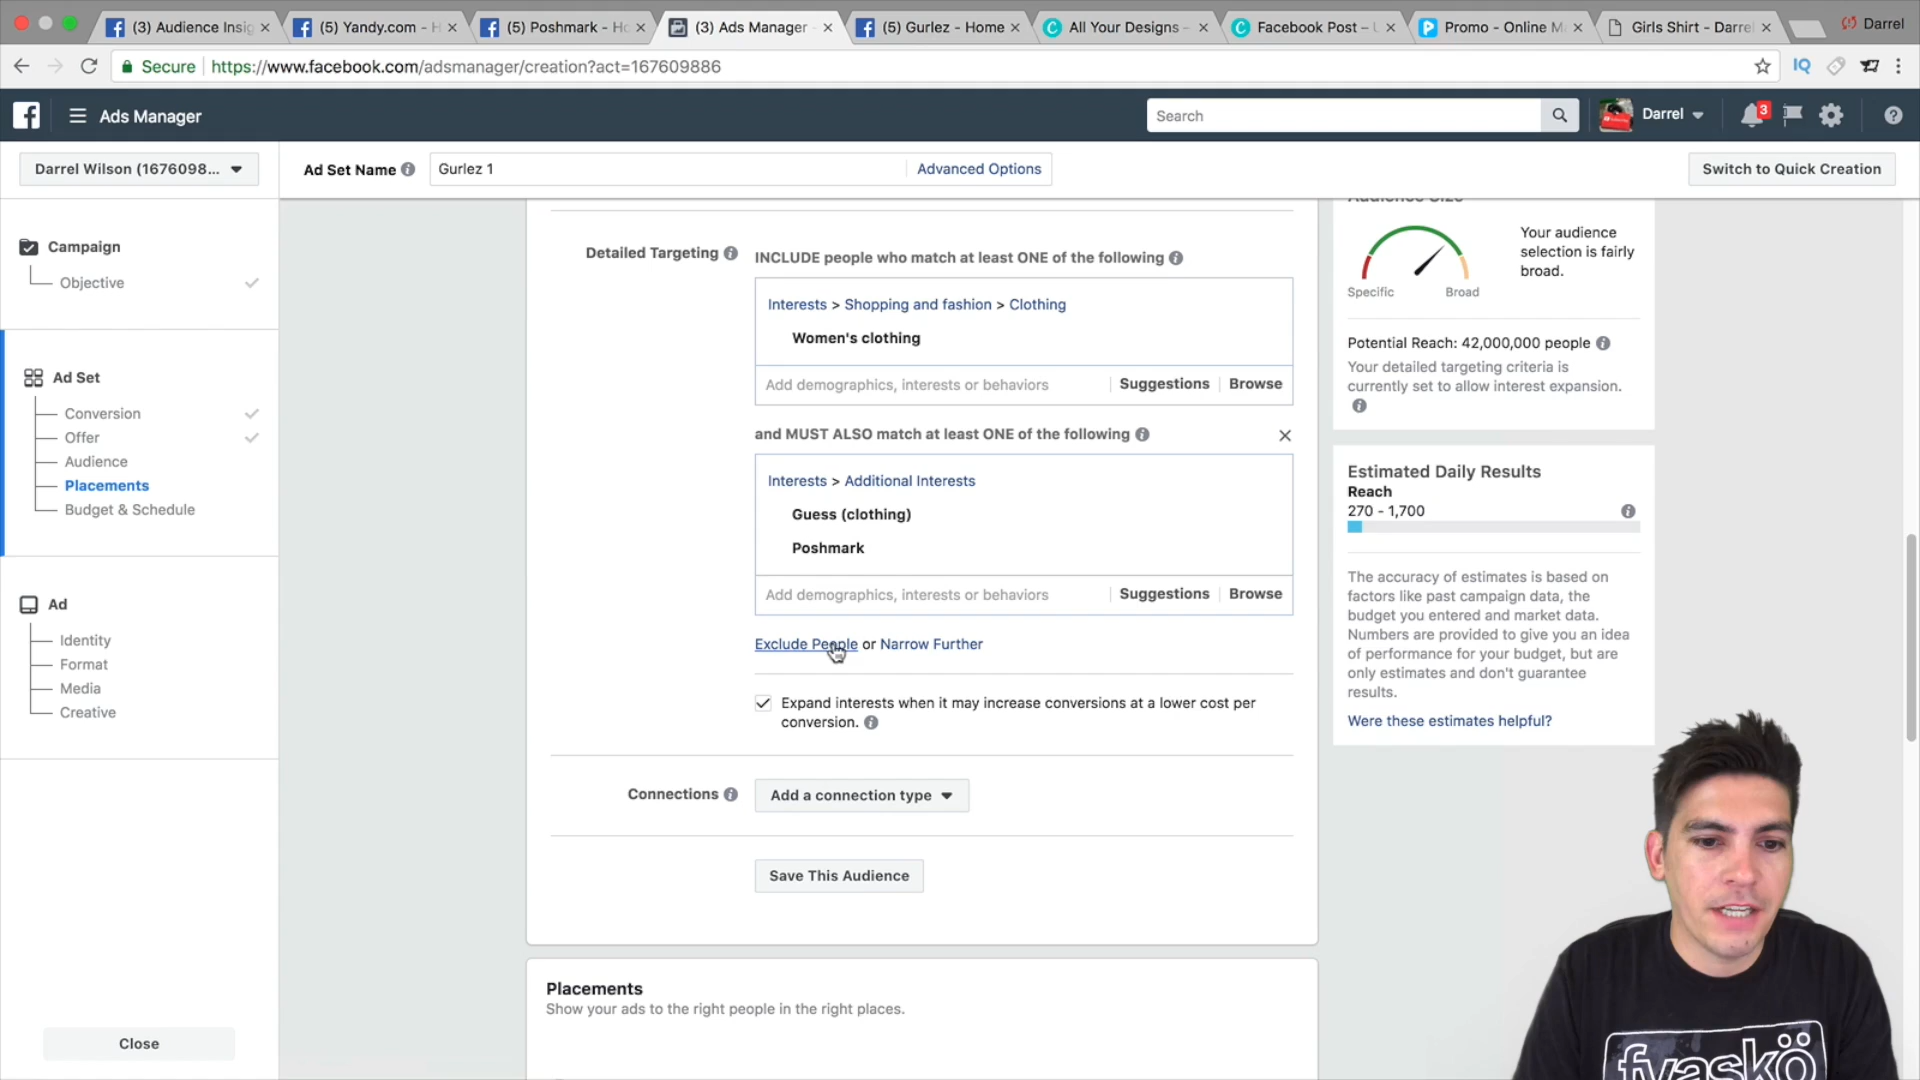 (3) Audience Insig
(5) Yandy.com - H
(5) Poshmark - Ho
(3) Ads Manager -
(5) Gurlez - Home
All Your Designs -
Facebook Post – U
Promo - Online M
Girls Shirt - Darrel
Darrel
Secure
https://www.facebook.com/adsmanager/creation?act=167609886
IQ
Ads Manager
Search
Darrel
3
Darrel Wilson (1676098...
Ad Set Name
Gurlez 1
Advanced Options
Switch to Quick Creation
Campaign
Objective
Ad Set
Conversion
Offer
Audience
Placements
Budget & Schedule
Ad
Identity
Format
Media
Creative
Close
Detailed Targeting
INCLUDE people who match at least ONE of the following
Interests > Shopping and fashion > Clothing
Women's clothing
Add demographics, interests or behaviors
Suggestions
Browse
and MUST ALSO match at least ONE of the following
Interests > Additional Interests
Guess (clothing)
Poshmark
Add demographics, interests or behaviors
Suggestions
Browse
Exclude People or Narrow Further
Expand interests when it may increase conversions at a lower cost per
conversion.
Connections
Add a connection type
Save This Audience
Placements
Show your ads to the right people in the right places.
Audience Size
Your audience
selection is fairly
broad.
Specific
Broad
Potential Reach: 42,000,000 people
Your detailed targeting criteria is
currently set to allow interest expansion.
Estimated Daily Results
Reach
270 - 1,700
The accuracy of estimates is based on
factors like past campaign data, the
budget you entered and market data.
Numbers are provided to give you an idea
of performance for your budget, but are
only estimates and don't guarantee
results.
Were these estimates helpful?
fyaskö